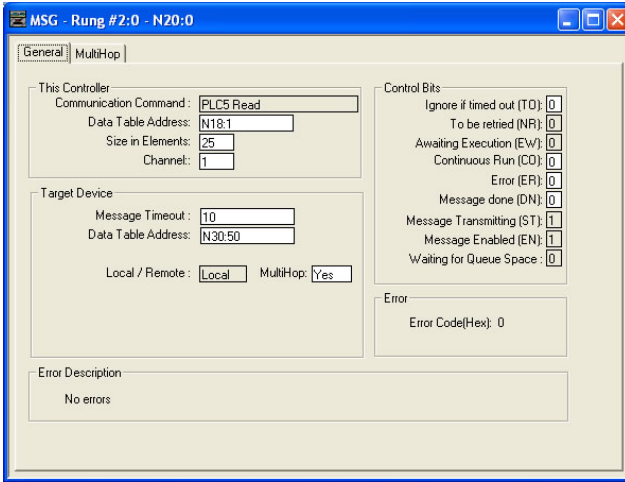 MSG - Rung #2:0 - N20:0
General MultiHop
This Controller
Communication Command : PLC5 Read
Data Table Address: N18:1
Size in Elements: 25
Channel: 1
Target Device
Message Timeout : 10
Data Table Address: N30:50
Local / Remote : Local MultiHop: Yes
Control Bits
Ignore if timed out (TO): 0
To be retried (NR): 0
Awaiting Execution (EW): 0
Continuous Run (CO): 0
Error (ER): 0
Message done (DN): 0
Message Transmitting (ST): 1
Message Enabled (EN): 1
Waiting for Queue Space : 0
Error
Error Code(Hex): 0
Error Description
No errors